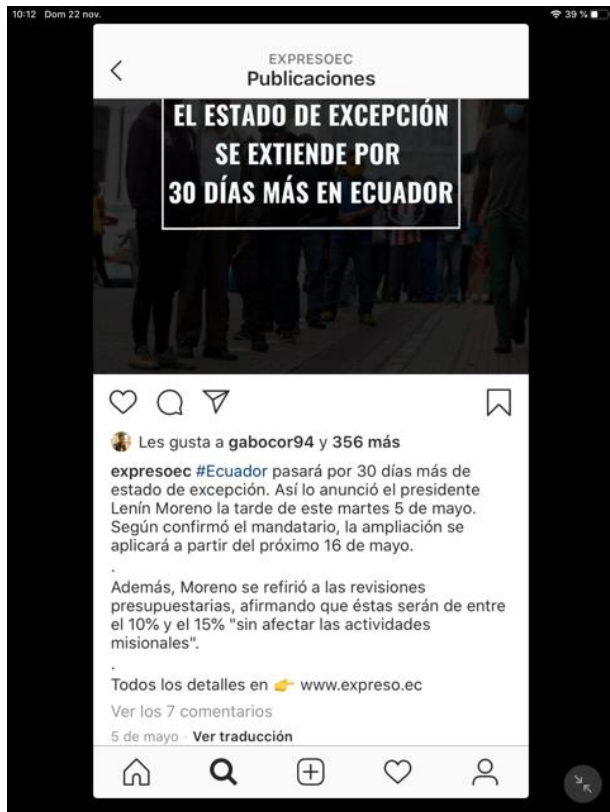 10:12 Dom 22 nov.
39 %
EXPRESOEC
Publicaciones
EL ESTADO DE EXCEPCIÓN
SE EXTIENDE POR
30 DÍAS MÁS EN ECUADOR
Les gusta a gabocor94 y 356 más
expresoec #Ecuador pasará por 30 días más de
estado de excepción. Así lo anunció el presidente
Lenín Moreno la tarde de este martes 5 de mayo.
Según confirmó el mandatario, la ampliación se
aplicará a partir del próximo 16 de mayo.
.
Además, Moreno se refirió a las revisiones
presupuestarias, afirmando que éstas serán de entre
el 10% y el 15% "sin afectar las actividades
misionales".
.
Todos los detalles en 👉 www.expreso.ec
Ver los 7 comentarios
5 de mayo · Ver traducción